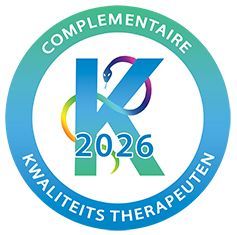 COMPLEMENTAIRE
K
2026
KWALITEITS THERAPEUTEN